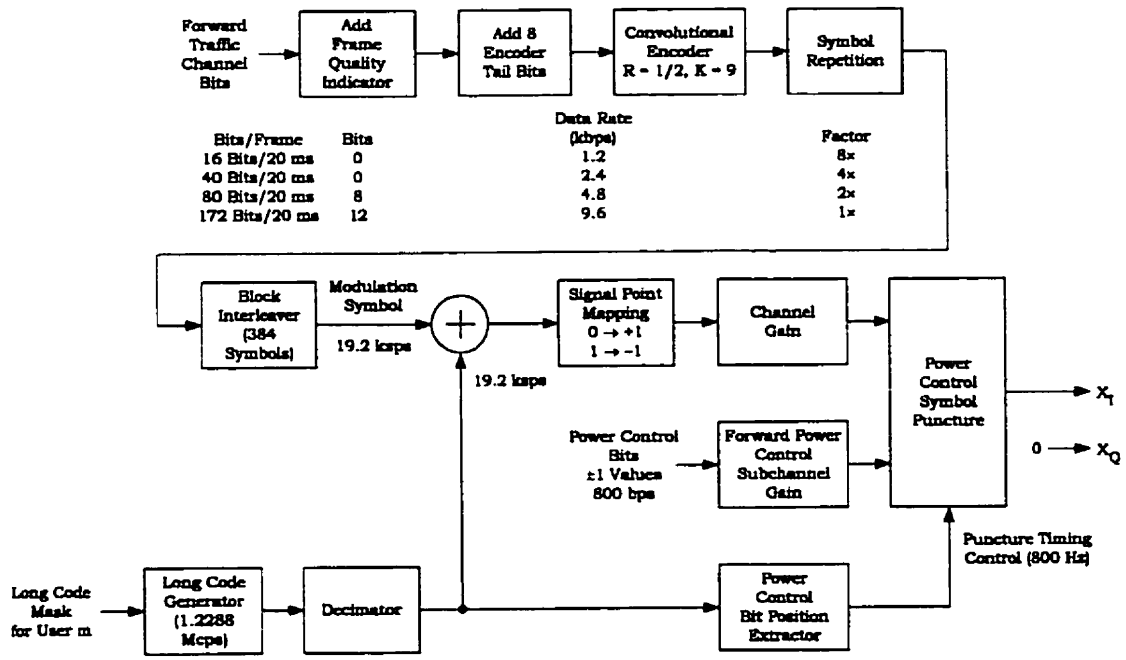 Forward
Traffic
Channel
Bits
Add
Frame
Quality
Indicator
Add 8
Encoder
Tail Bits
Convolutional
Encoder
R = 1/2, K = 9
Symbol
Repetition
Bits/Frame Bits
Data Rate
(kbps)
Factor
16 Bits/20 ms 0 1.2 8×
40 Bits/20 ms 0 2.4 4×
80 Bits/20 ms 8 4.8 2×
172 Bits/20 ms 12 9.6 1×
Block
Interleaver
(384
Symbols)
Modulation
Symbol
19.2 ksps
+
19.2 ksps
Signal Point
Mapping
0 → +1
1 → −1
Channel
Gain
Power
Control
Symbol
Puncture
X_I
0 → X_Q
Power Control
Bits
±1 Values
800 bps
Forward Power
Control
Subchannel
Gain
Puncture Timing
Control (800 Hz)
Long Code
Mask
for User m
Long Code
Generator
(1.2288
Mcps)
Decimator
Power
Control
Bit Position
Extractor